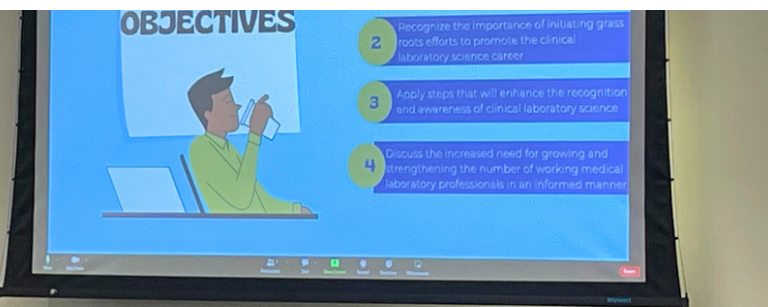 OBJECTIVES
2
Recognize the importance of initiating grass
roots efforts to promote the clinical
laboratory science career
3
Apply steps that will enhance the recognition
and awareness of clinical laboratory science
4
Discuss the increased need for growing and
strengthening the number of working medical
laboratory professionals in an informed manner